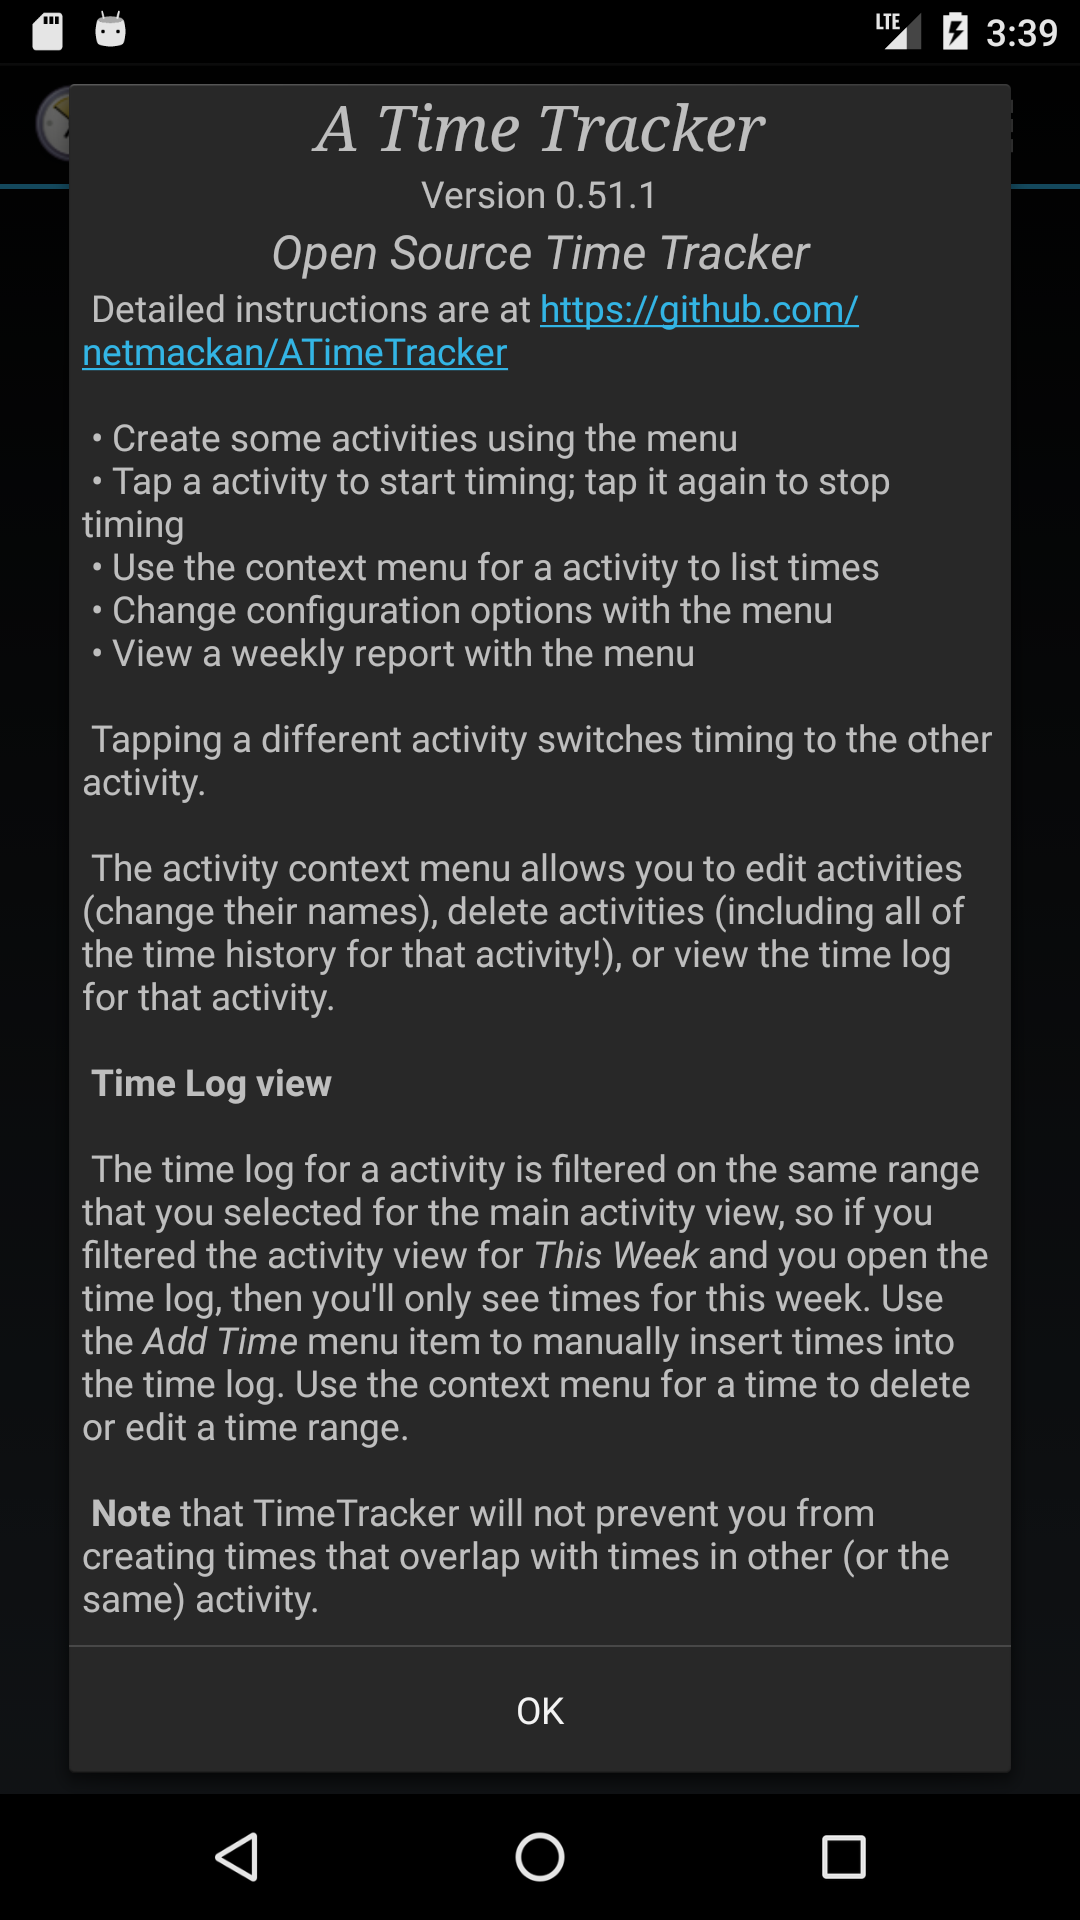 LTE 3:39
A Time Tracker
Version 0.51.1
Open Source Time Tracker
Detailed instructions are at https://github.com/
netmackan/ATimeTracker
• Create some activities using the menu
• Tap a activity to start timing; tap it again to stop
timing
• Use the context menu for a activity to list times
• Change configuration options with the menu
• View a weekly report with the menu
Tapping a different activity switches timing to the other
activity.
The activity context menu allows you to edit activities
(change their names), delete activities (including all of
the time history for that activity!), or view the time log
for that activity.
Time Log view
The time log for a activity is filtered on the same range
that you selected for the main activity view, so if you
filtered the activity view for This Week and you open the
time log, then you'll only see times for this week. Use
the Add Time menu item to manually insert times into
the time log. Use the context menu for a time to delete
or edit a time range.
Note that TimeTracker will not prevent you from
creating times that overlap with times in other (or the
same) activity.
OK